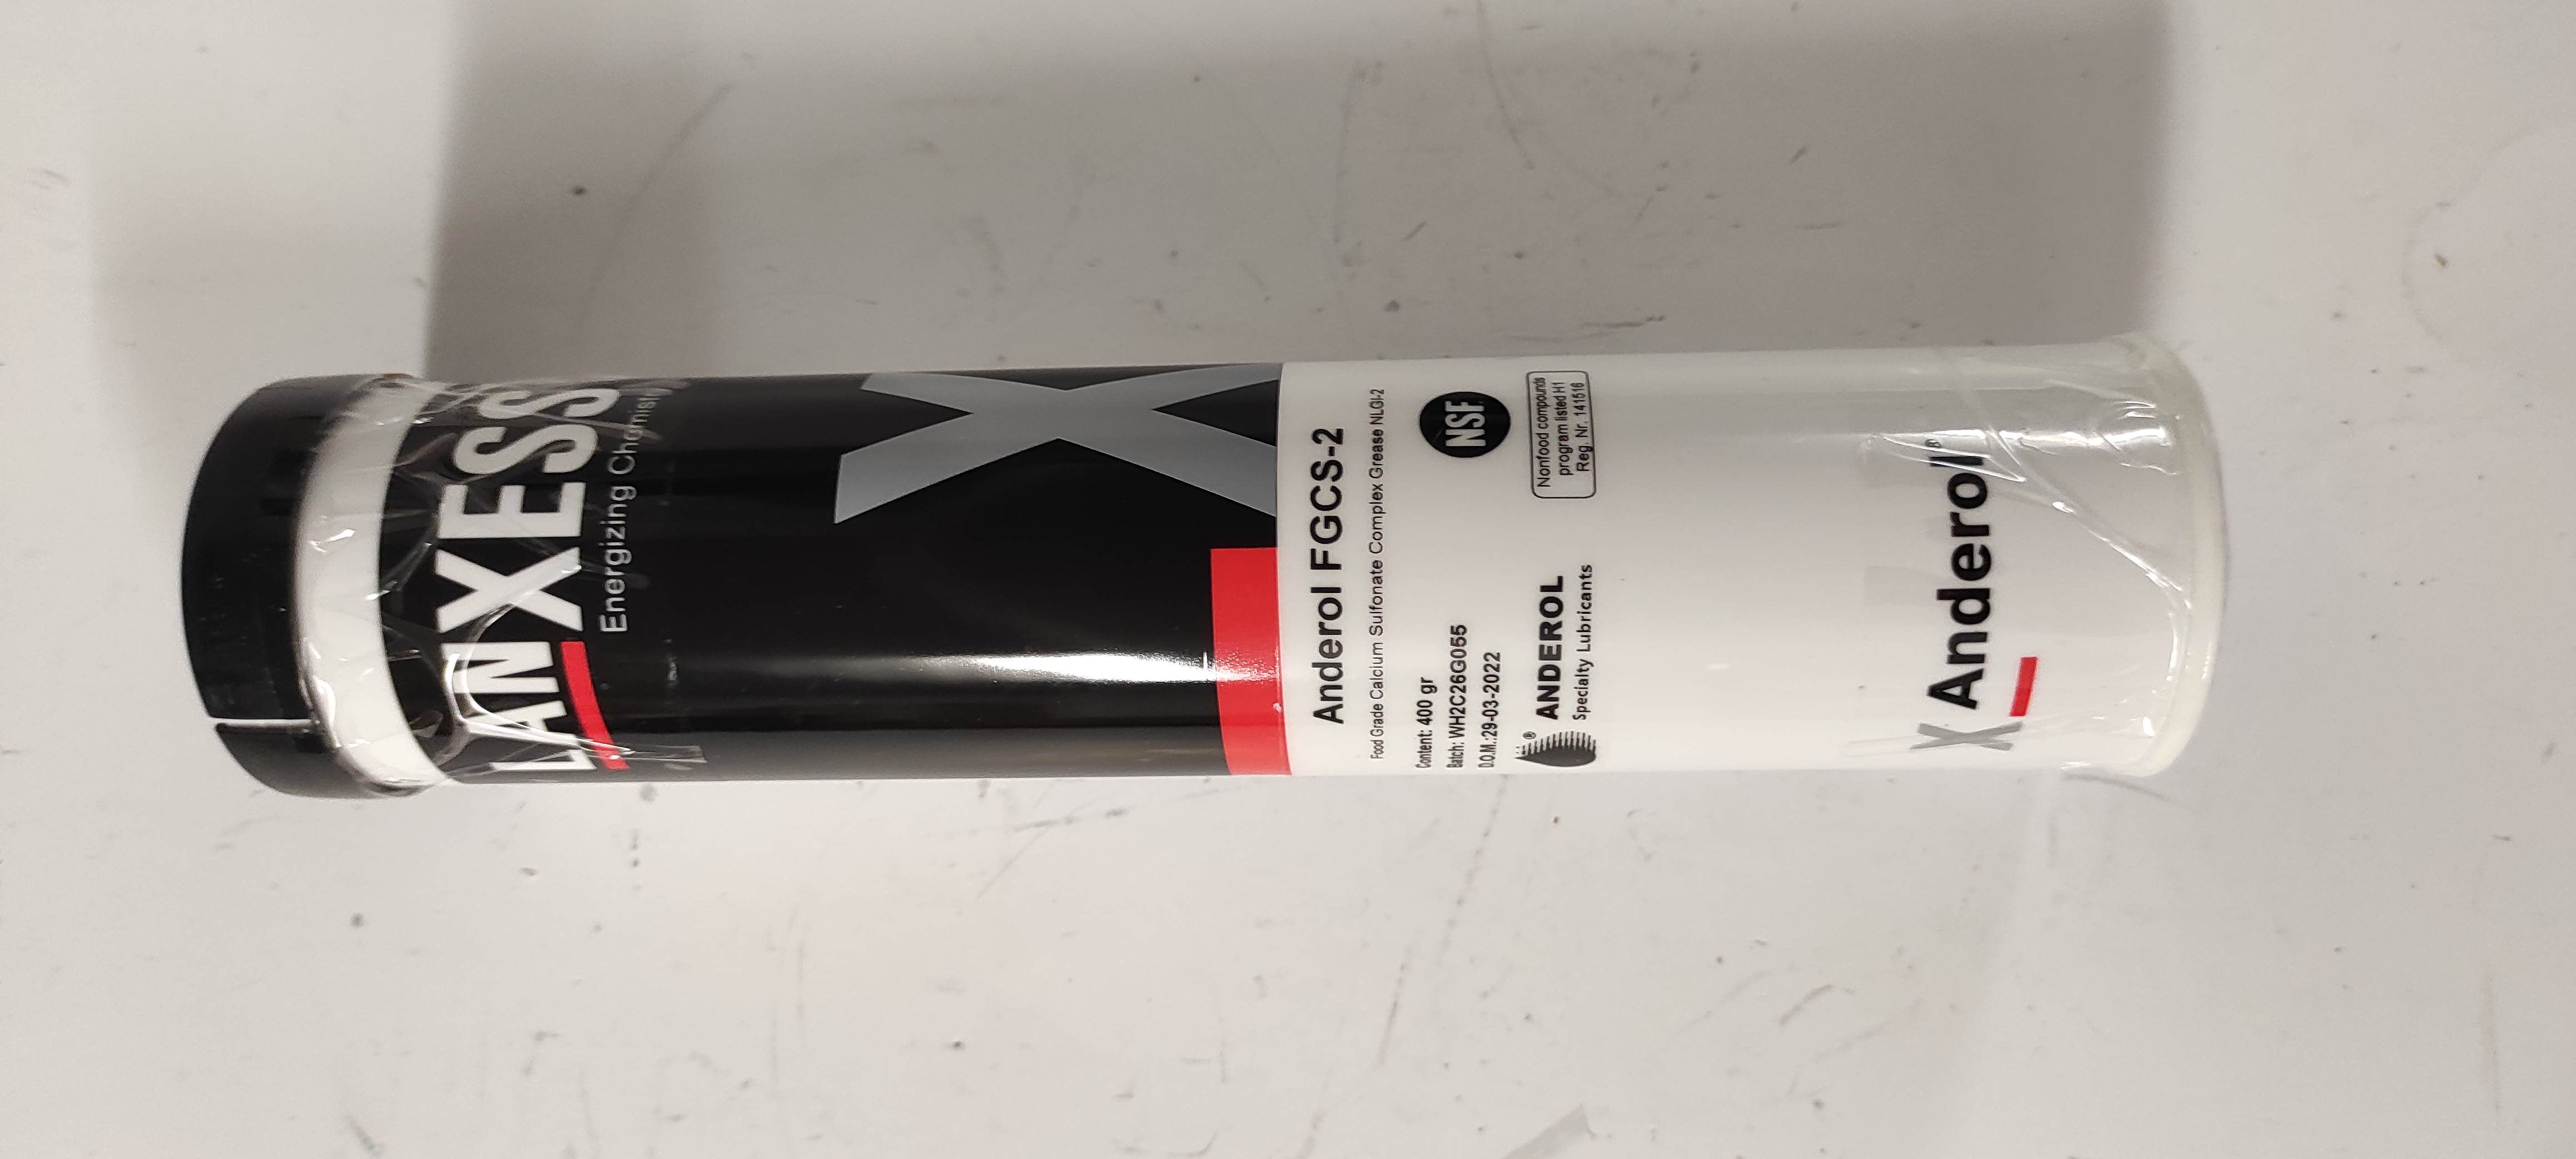 LANXESS
Energizing Chemistry
Anderol FGCS-2
Food Grade Calcium Sulfonate Complex Grease NLGI-2
Content: 400 gr
Batch: WH2C26G055
D.O.M.:29-03-2022
NSF
Nonfood compounds
program listed H1
Reg. Nr. 141516
ANDEROL®
Specialty Lubricants
X Anderol®